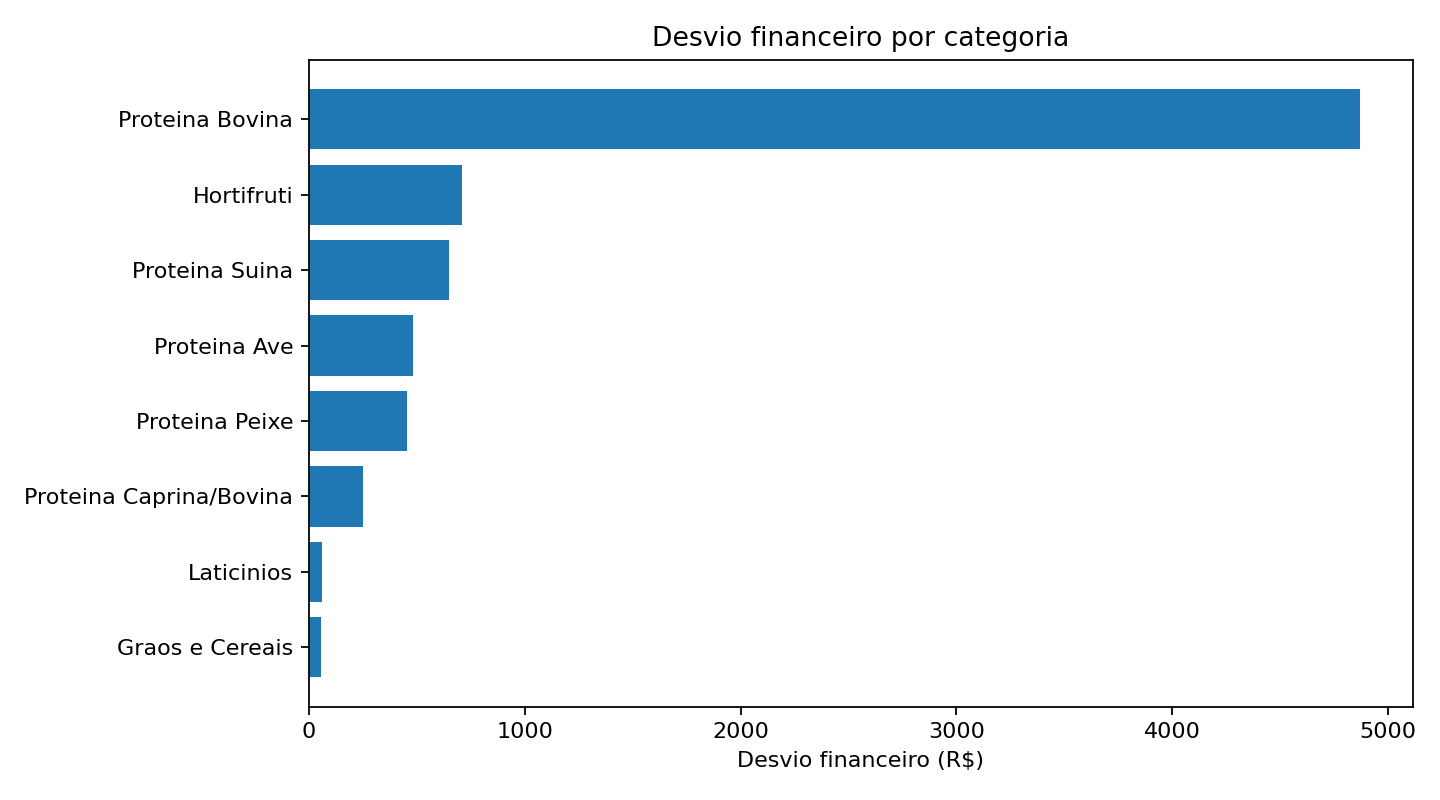 Desvio financeiro por categoria
Proteina Bovina
Hortifruti
Proteina Suina
Proteina Ave
Proteina Peixe
Proteina Caprina/Bovina
Laticinios
Graos e Cereais
0 1000 2000 3000 4000 5000
Desvio financeiro (R$)